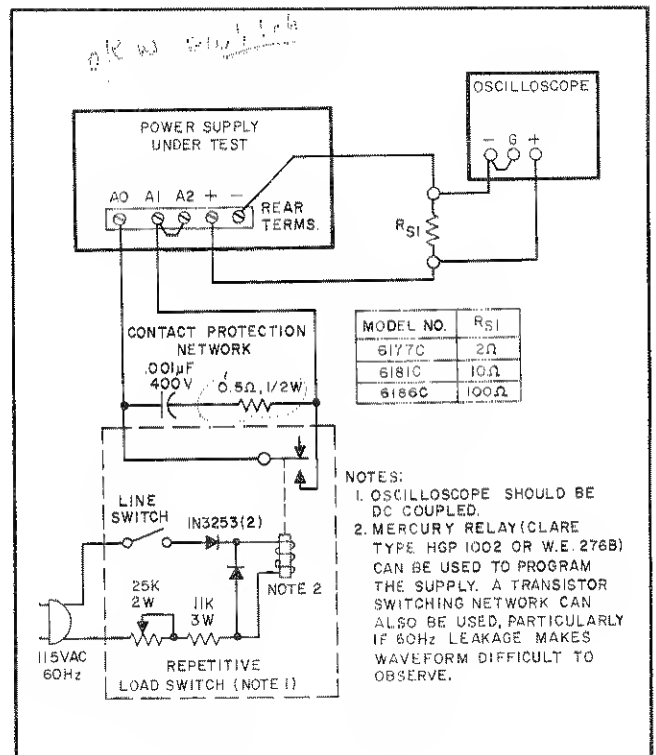 OSCILLOSCOPE
- G +
POWER SUPPLY
UNDER TEST
A0 A1 A2 + -
REAR
TERMS.
RS1
CONTACT PROTECTION
NETWORK
.001µF
400V
0.5Ω, 1/2W
MODEL NO. RS1
6177C 2Ω
6181C 10Ω
6186C 100Ω
LINE
SWITCH
IN3253(2)
NOTE 2
25K
2W
11K
3W
115VAC
60Hz
REPETITIVE
LOAD SWITCH (NOTE 1)
NOTES:
1. OSCILLOSCOPE SHOULD BE
DC COUPLED.
2. MERCURY RELAY (CLARE
TYPE HGP 1002 OR W.E. 276B)
CAN BE USED TO PROGRAM
THE SUPPLY. A TRANSISTOR
SWITCHING NETWORK CAN
ALSO BE USED, PARTICULARLY
IF 60Hz LEAKAGE MAKES
WAVEFORM DIFFICULT TO
OBSERVE.